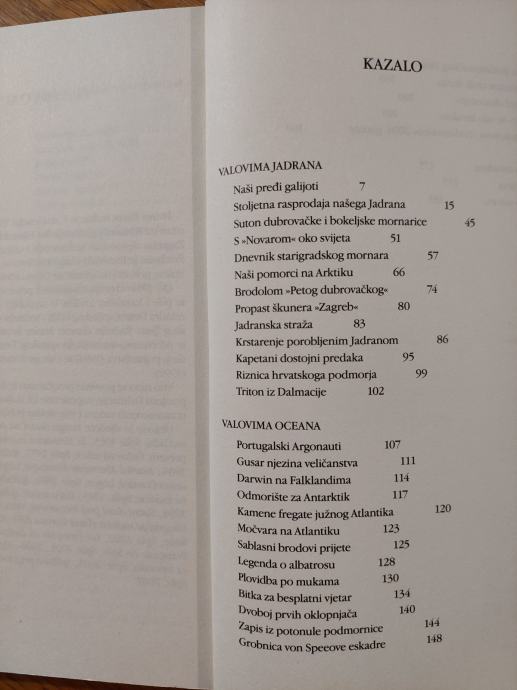 KAZALO
VALOVIMA JADRANA
Naši pređi galijoti 7
Stoljetna rasprodaja našega Jadrana 15
Suton dubrovačke i bokeljske mornarice 45
S »Novarom« oko svijeta 51
Dnevnik starigradskog mornara 57
Naši pomorci na Arktiku 66
Brodolom »Petog dubrovačkog« 74
Propast škunera »Zagreb« 80
Jadranska straža 83
Krstarenje porobljenim Jadranom 86
Kapetani dostojni predaka 95
Riznica hrvatskoga podmorja 99
Triton iz Dalmacije 102
VALOVIMA OCEANA
Portugalski Argonauti 107
Gusar njezina veličanstva 111
Darwin na Falklandima 114
Odmorište za Antarktik 117
Kamene fregate južnog Atlantika 120
Močvara na Atlantiku 123
Sablasni brodovi prijete 125
Legenda o albatrosu 128
Plovidba po mukama 130
Bitka za besplatni vjetar 134
Dvoboj prvih oklopnjača 140
Zapis iz potonule podmornice 144
Grobnica von Speeove eskadre 148